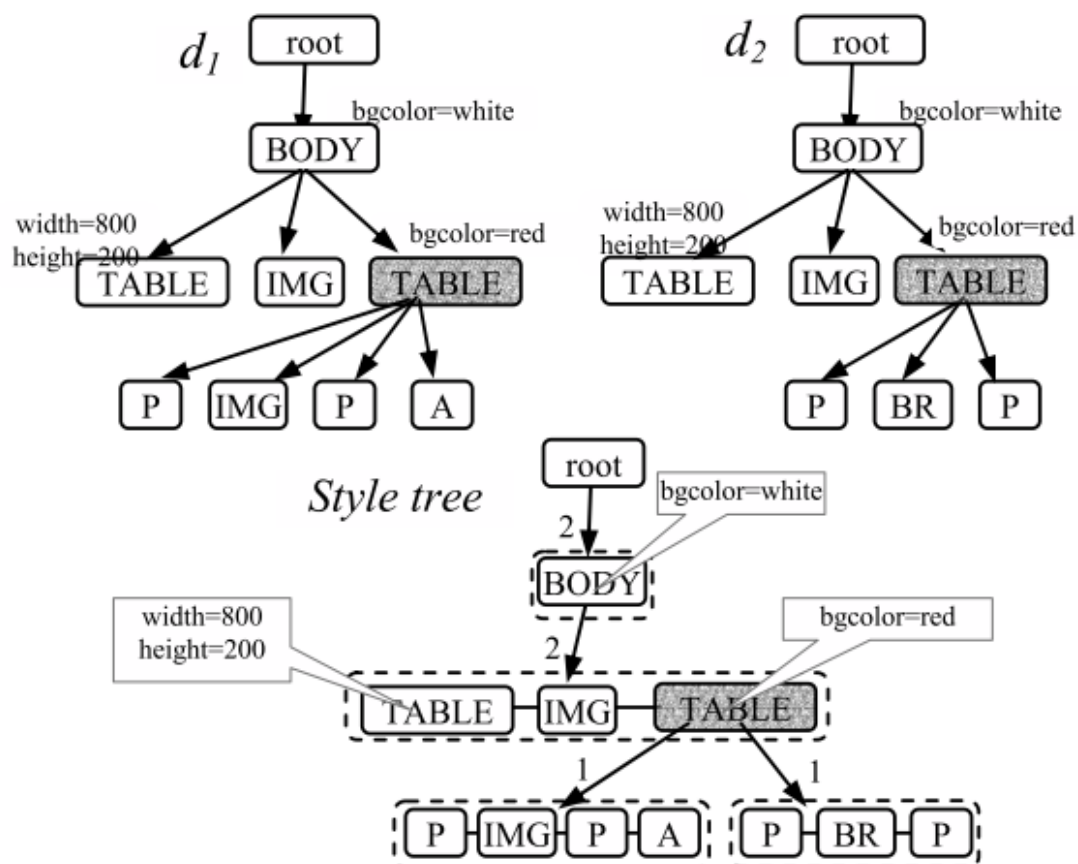 d1
root
bgcolor=white
BODY
width=800
height=200
bgcolor=red
TABLE
IMG
TABLE
P
IMG
P
A
d2
root
bgcolor=white
BODY
width=800
height=200
bgcolor=red
TABLE
IMG
TABLE
P
BR
P
Style tree
root
bgcolor=white
2
BODY
width=800
height=200
bgcolor=red
2
TABLE
IMG
TABLE
1
1
P
IMG
P
A
P
BR
P